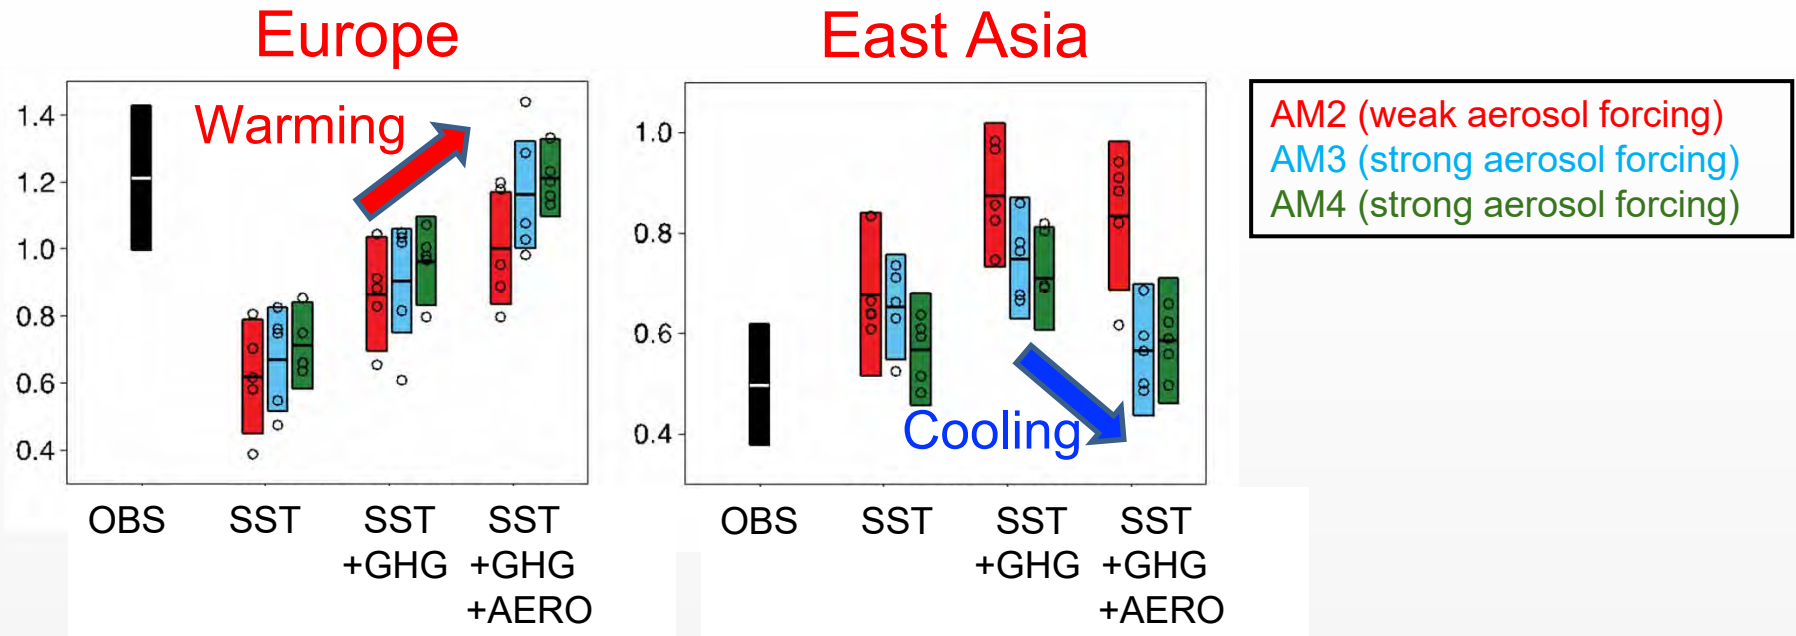 Europe
East Asia
1.4
1.2
1.0
0.8
0.6
0.4
Warming
OBS
SST
SST
+GHG
SST
+GHG
+AERO
1.0
0.8
0.6
0.4
Cooling
OBS
SST
SST
+GHG
SST
+GHG
+AERO
AM2 (weak aerosol forcing)
AM3 (strong aerosol forcing)
AM4 (strong aerosol forcing)